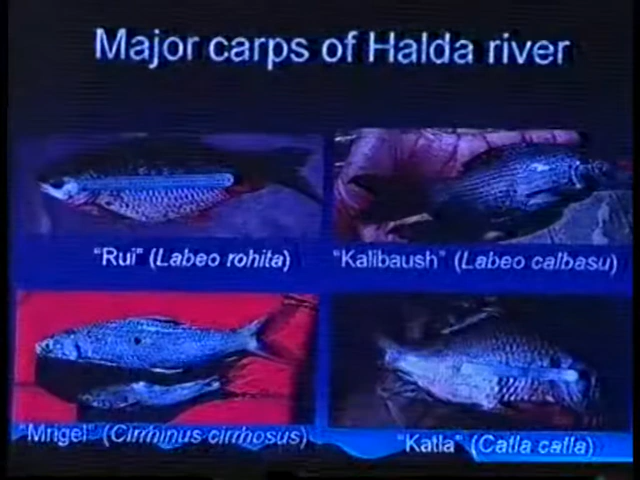 Major carps of Halda river
"Rui" (Labeo rohita)
"Kalibaush" (Labeo calbasu)
"Mrigel" (Cirrhinus cirrhosus)
"Katla" (Catla catla)